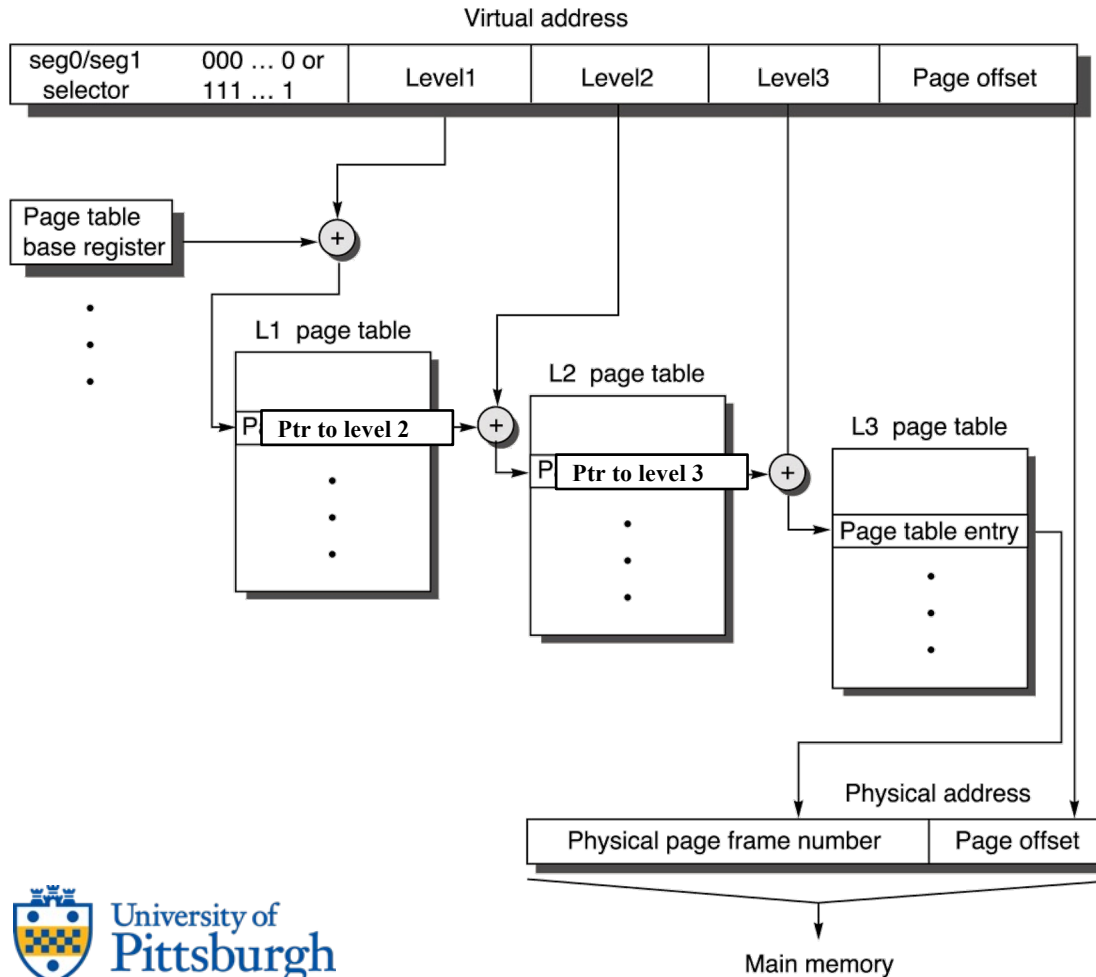 Virtual address
seg0/seg1 000 ... 0 or
selector 111 ... 1
Level1
Level2
Level3
Page offset
Page table
base register
+
L1 page table
L2 page table
P
Ptr to level 2
+
L3 page table
P
Ptr to level 3
+
Page table entry
Physical address
Physical page frame number
Page offset
University of
Pittsburgh
Main memory